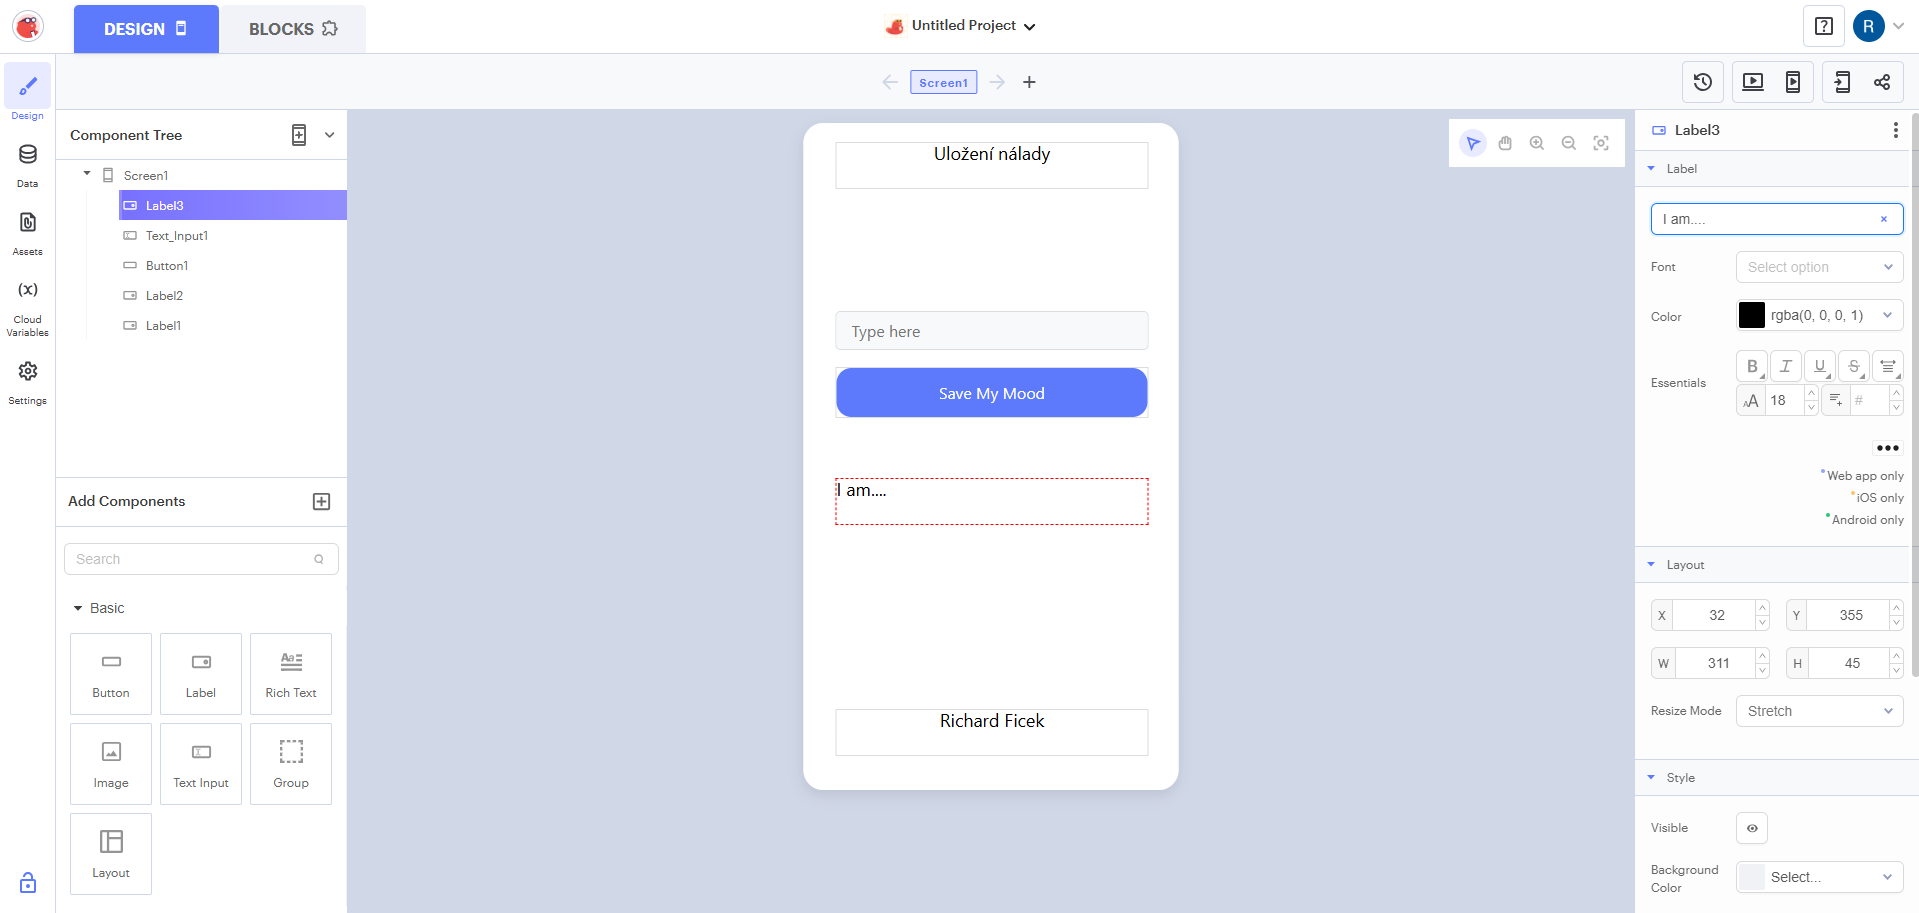 DESIGN
BLOCKS
Untitled Project
R
Screen1
Design
Data
Assets
(x)
Cloud
Variables
Settings
Component Tree
Screen1
Label3
Text_Input1
Button1
Label2
Label1
Add Components
Search
Basic
Button
Label
Rich Text
Image
Text Input
Group
Layout
Uložení nálady
Type here
Save My Mood
I am....
Richard Ficek
Label3
Label
I am....
Font
Select option
Color
rgba(0, 0, 0, 1)
Essentials
B
I
U
S
AA
18
#
Web app only
iOS only
Android only
Layout
X
32
Y
355
W
311
H
45
Resize Mode
Stretch
Style
Visible
Background
Color
Select...